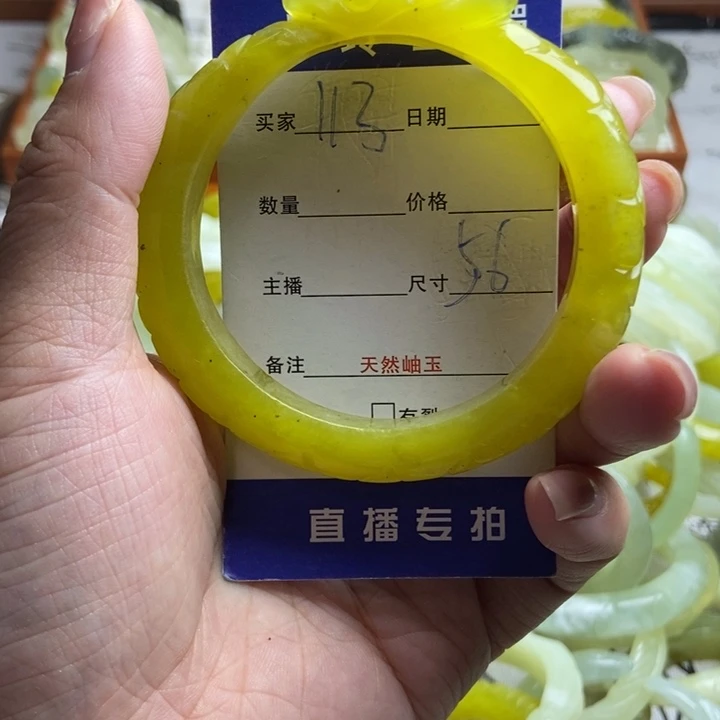 买家 113 日期
数量 价格
主播 尺寸 56
备注 天然岫玉
□有裂
直播专拍